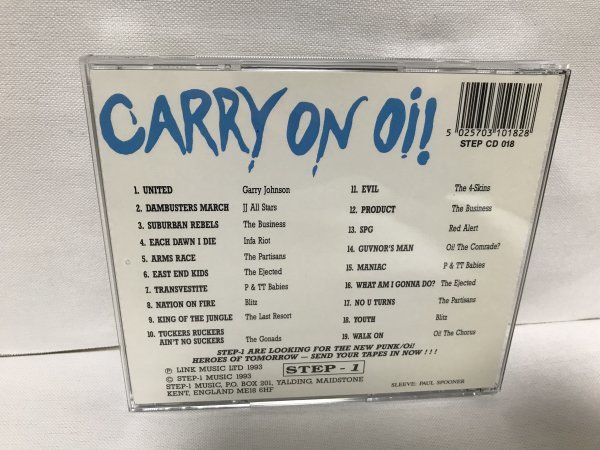 CARRY ON Oi!
5 025703 101828
STEP CD 018
1. UNITED Garry Johnson
2. DAMBUSTERS MARCH JJ All Stars
3. SUBURBAN REBELS The Business
4. EACH DAWN I DIE Infa Riot
5. ARMS RACE The Partisans
6. EAST END KIDS The Ejected
7. TRANSVESTITE P & TT Babies
8. NATION ON FIRE Blitz
9. KING OF THE JUNGLE The Last Resort
10. TUCKERS RUCKERS
AIN'T NO SUCKERS The Gonads
11. EVIL The 4-Skins
12. PRODUCT The Business
13. SPG Red Alert
14. GUVNOR'S MAN Oi! The Comrade?
15. MANIAC P & TT Babies
16. WHAT AM I GONNA DO? The Ejected
17. NO U TURNS The Partisans
18. YOUTH Blitz
19. WALK ON Oi! The Chorus
STEP-1 ARE LOOKING FOR THE NEW PUNK/Oi!
HEROES OF TOMORROW — SEND YOUR TAPES IN NOW ! ! !
Ⓟ LINK MUSIC LTD 1993
© STEP-1 MUSIC 1993
STEP-1 MUSIC, P.O. BOX 201, YALDING, MAIDSTONE
KENT, ENGLAND ME18 6HF
STEP - 1
SLEEVE: PAUL SPOONER